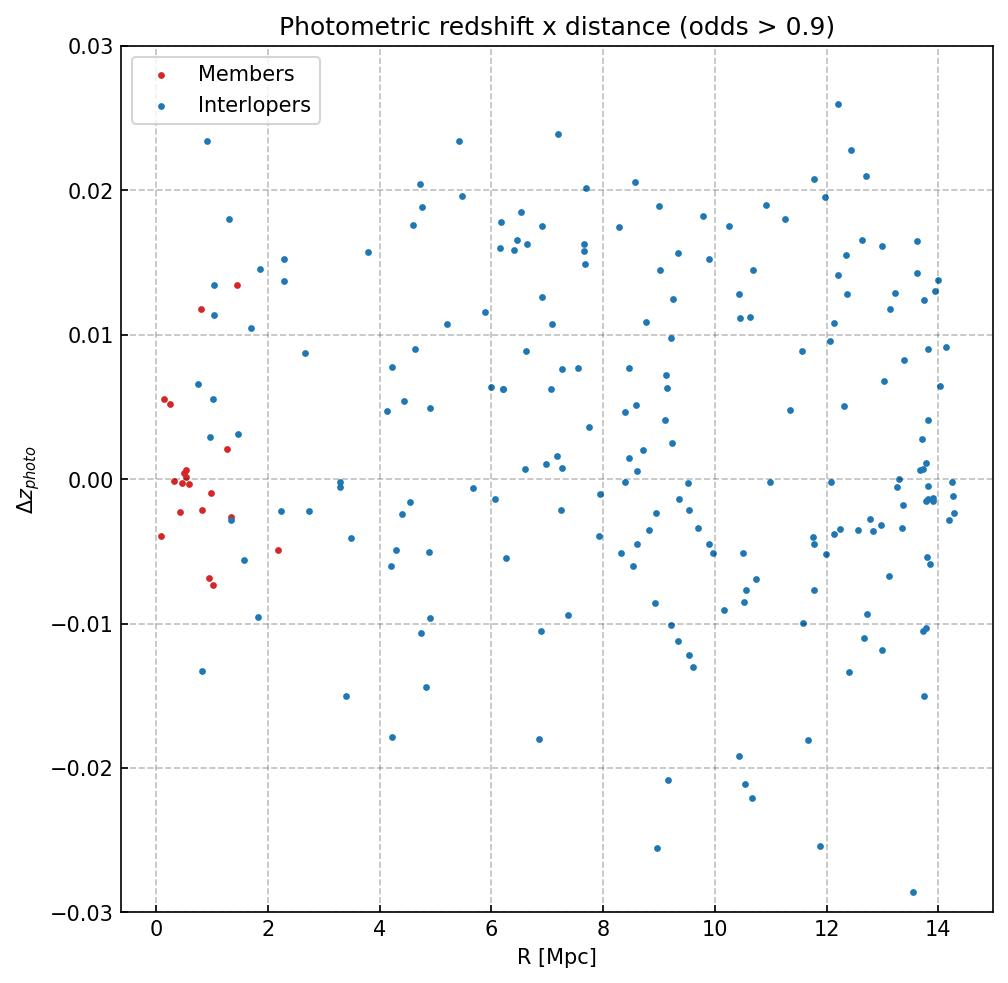 Photometric redshift x distance (odds > 0.9)
Members
Interlopers
0.03
0.02
0.01
0.00
−0.01
−0.02
−0.03
Δz_photo
0 2 4 6 8 10 12 14
R [Mpc]